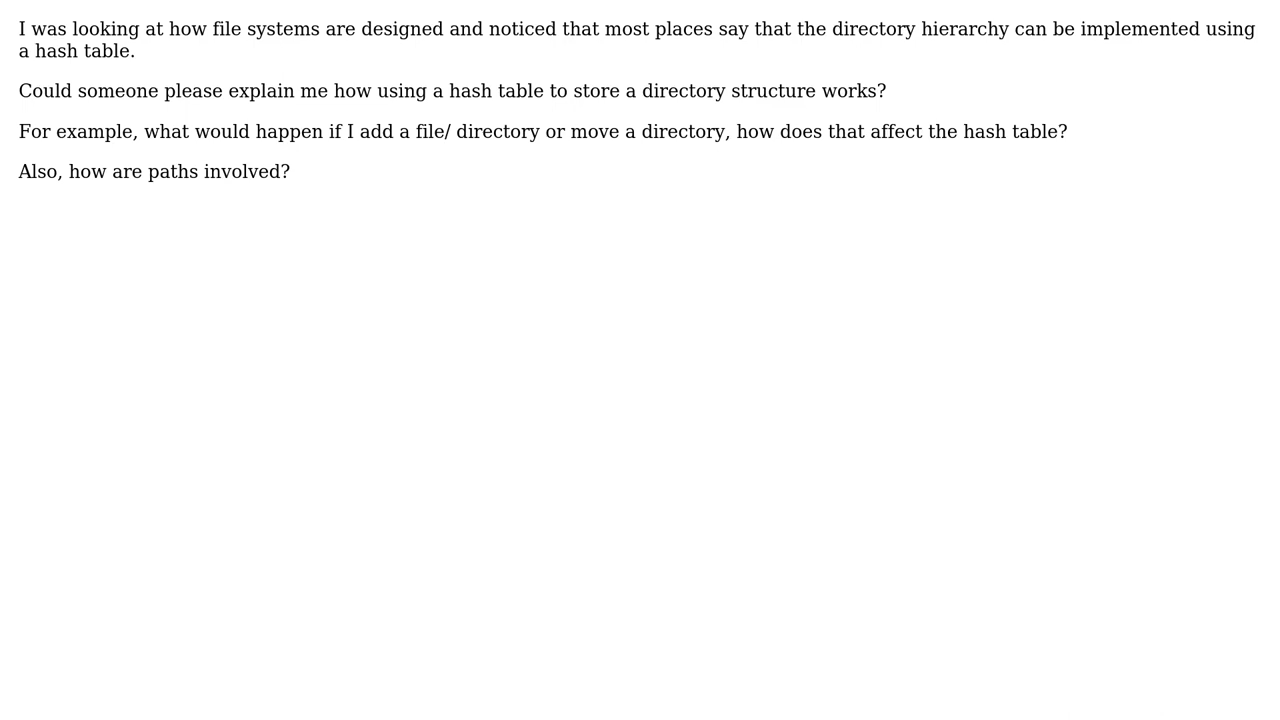 I was looking at how file systems are designed and noticed that most places say that the directory hierarchy can be implemented using
a hash table.
Could someone please explain me how using a hash table to store a directory structure works?
For example, what would happen if I add a file/ directory or move a directory, how does that affect the hash table?
Also, how are paths involved?